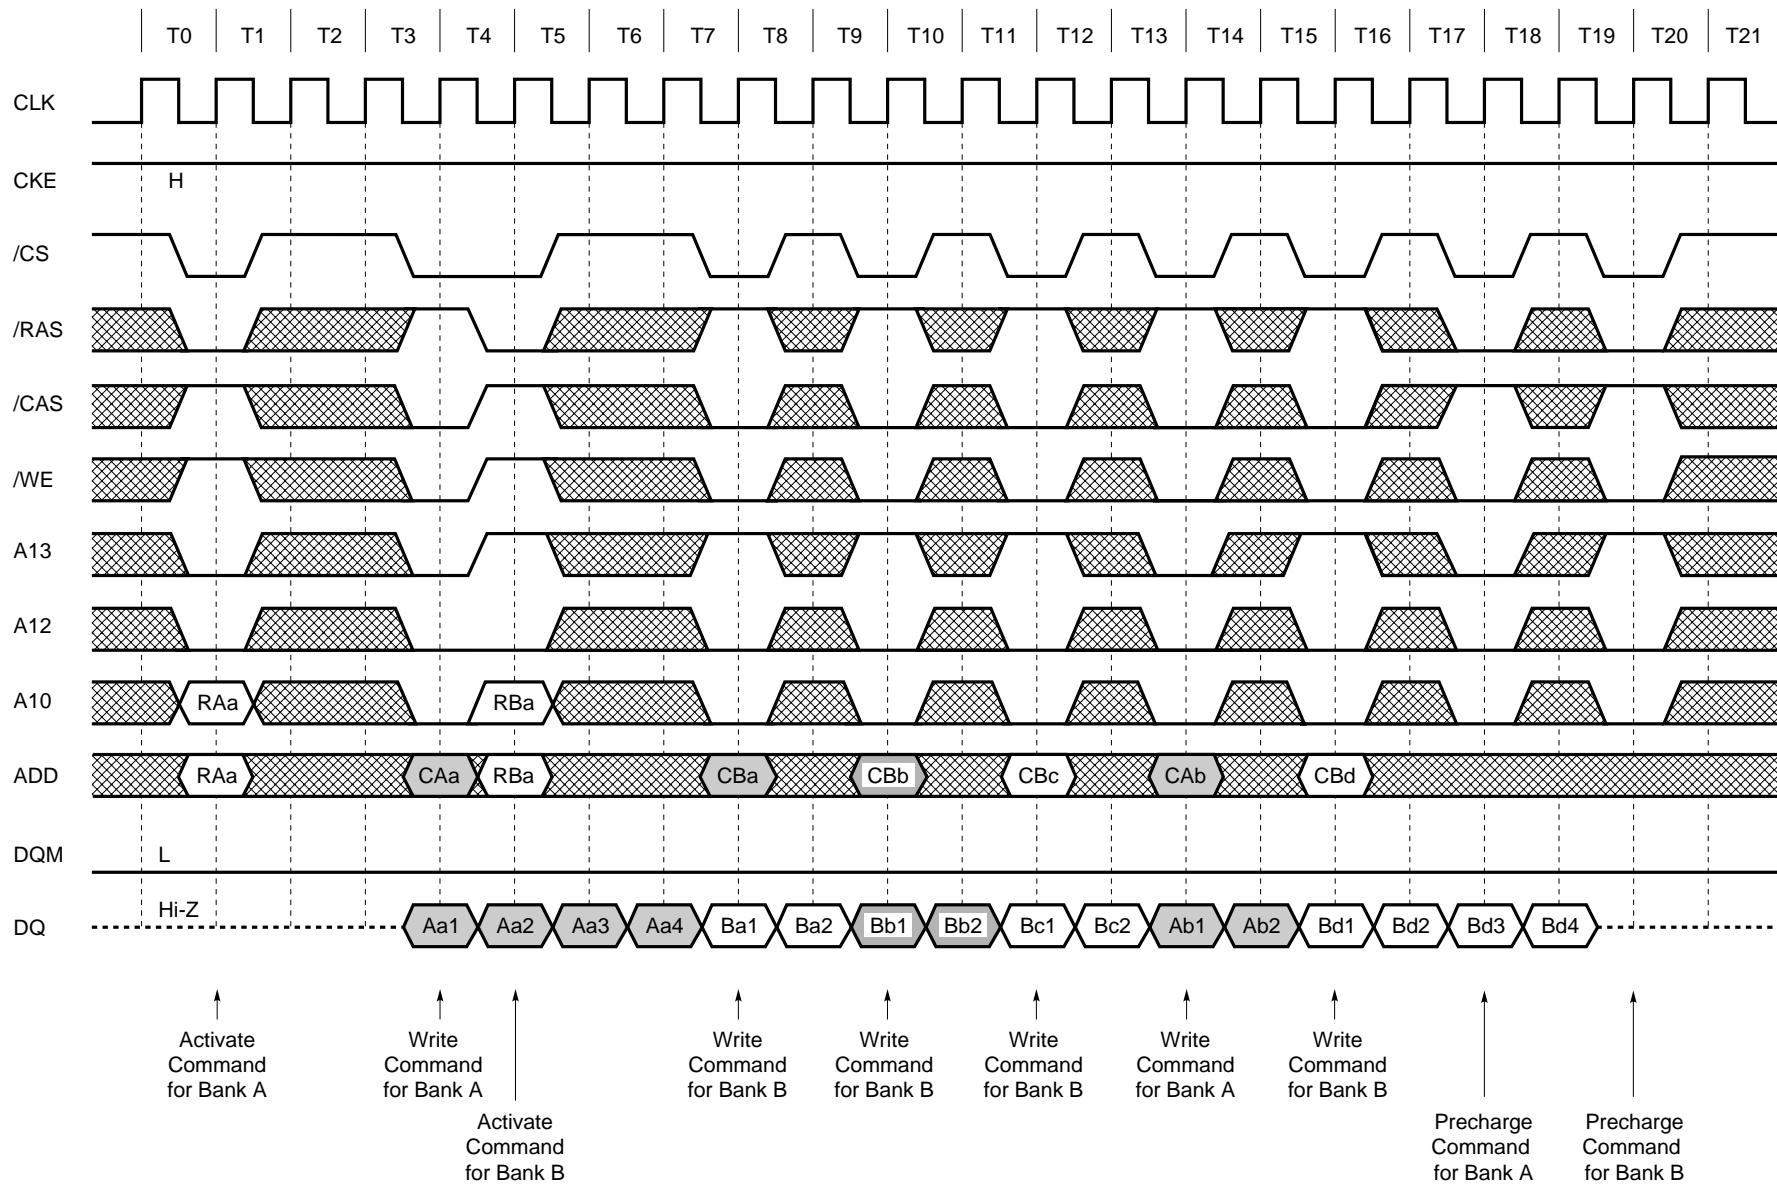 T0 T1 T2 T3 T4 T5 T6 T7 T8 T9 T10 T11 T12 T13 T14 T15 T16 T17 T18 T19 T20 T21
CLK
CKE H
/CS
/RAS
/CAS
/WE
A13
A12
A10 RAa RBa
ADD RAa CAa RBa CBa CBb CBc CAb CBd
DQM L
Hi-Z
DQ Aa1 Aa2 Aa3 Aa4 Ba1 Ba2 Bb1 Bb2 Bc1 Bc2 Ab1 Ab2 Bd1 Bd2 Bd3 Bd4
Activate
Command
for Bank A
Write
Command
for Bank A
Activate
Command
for Bank B
Write
Command
for Bank B
Write
Command
for Bank B
Write
Command
for Bank B
Write
Command
for Bank A
Write
Command
for Bank B
Precharge
Command
for Bank A
Precharge
Command
for Bank B